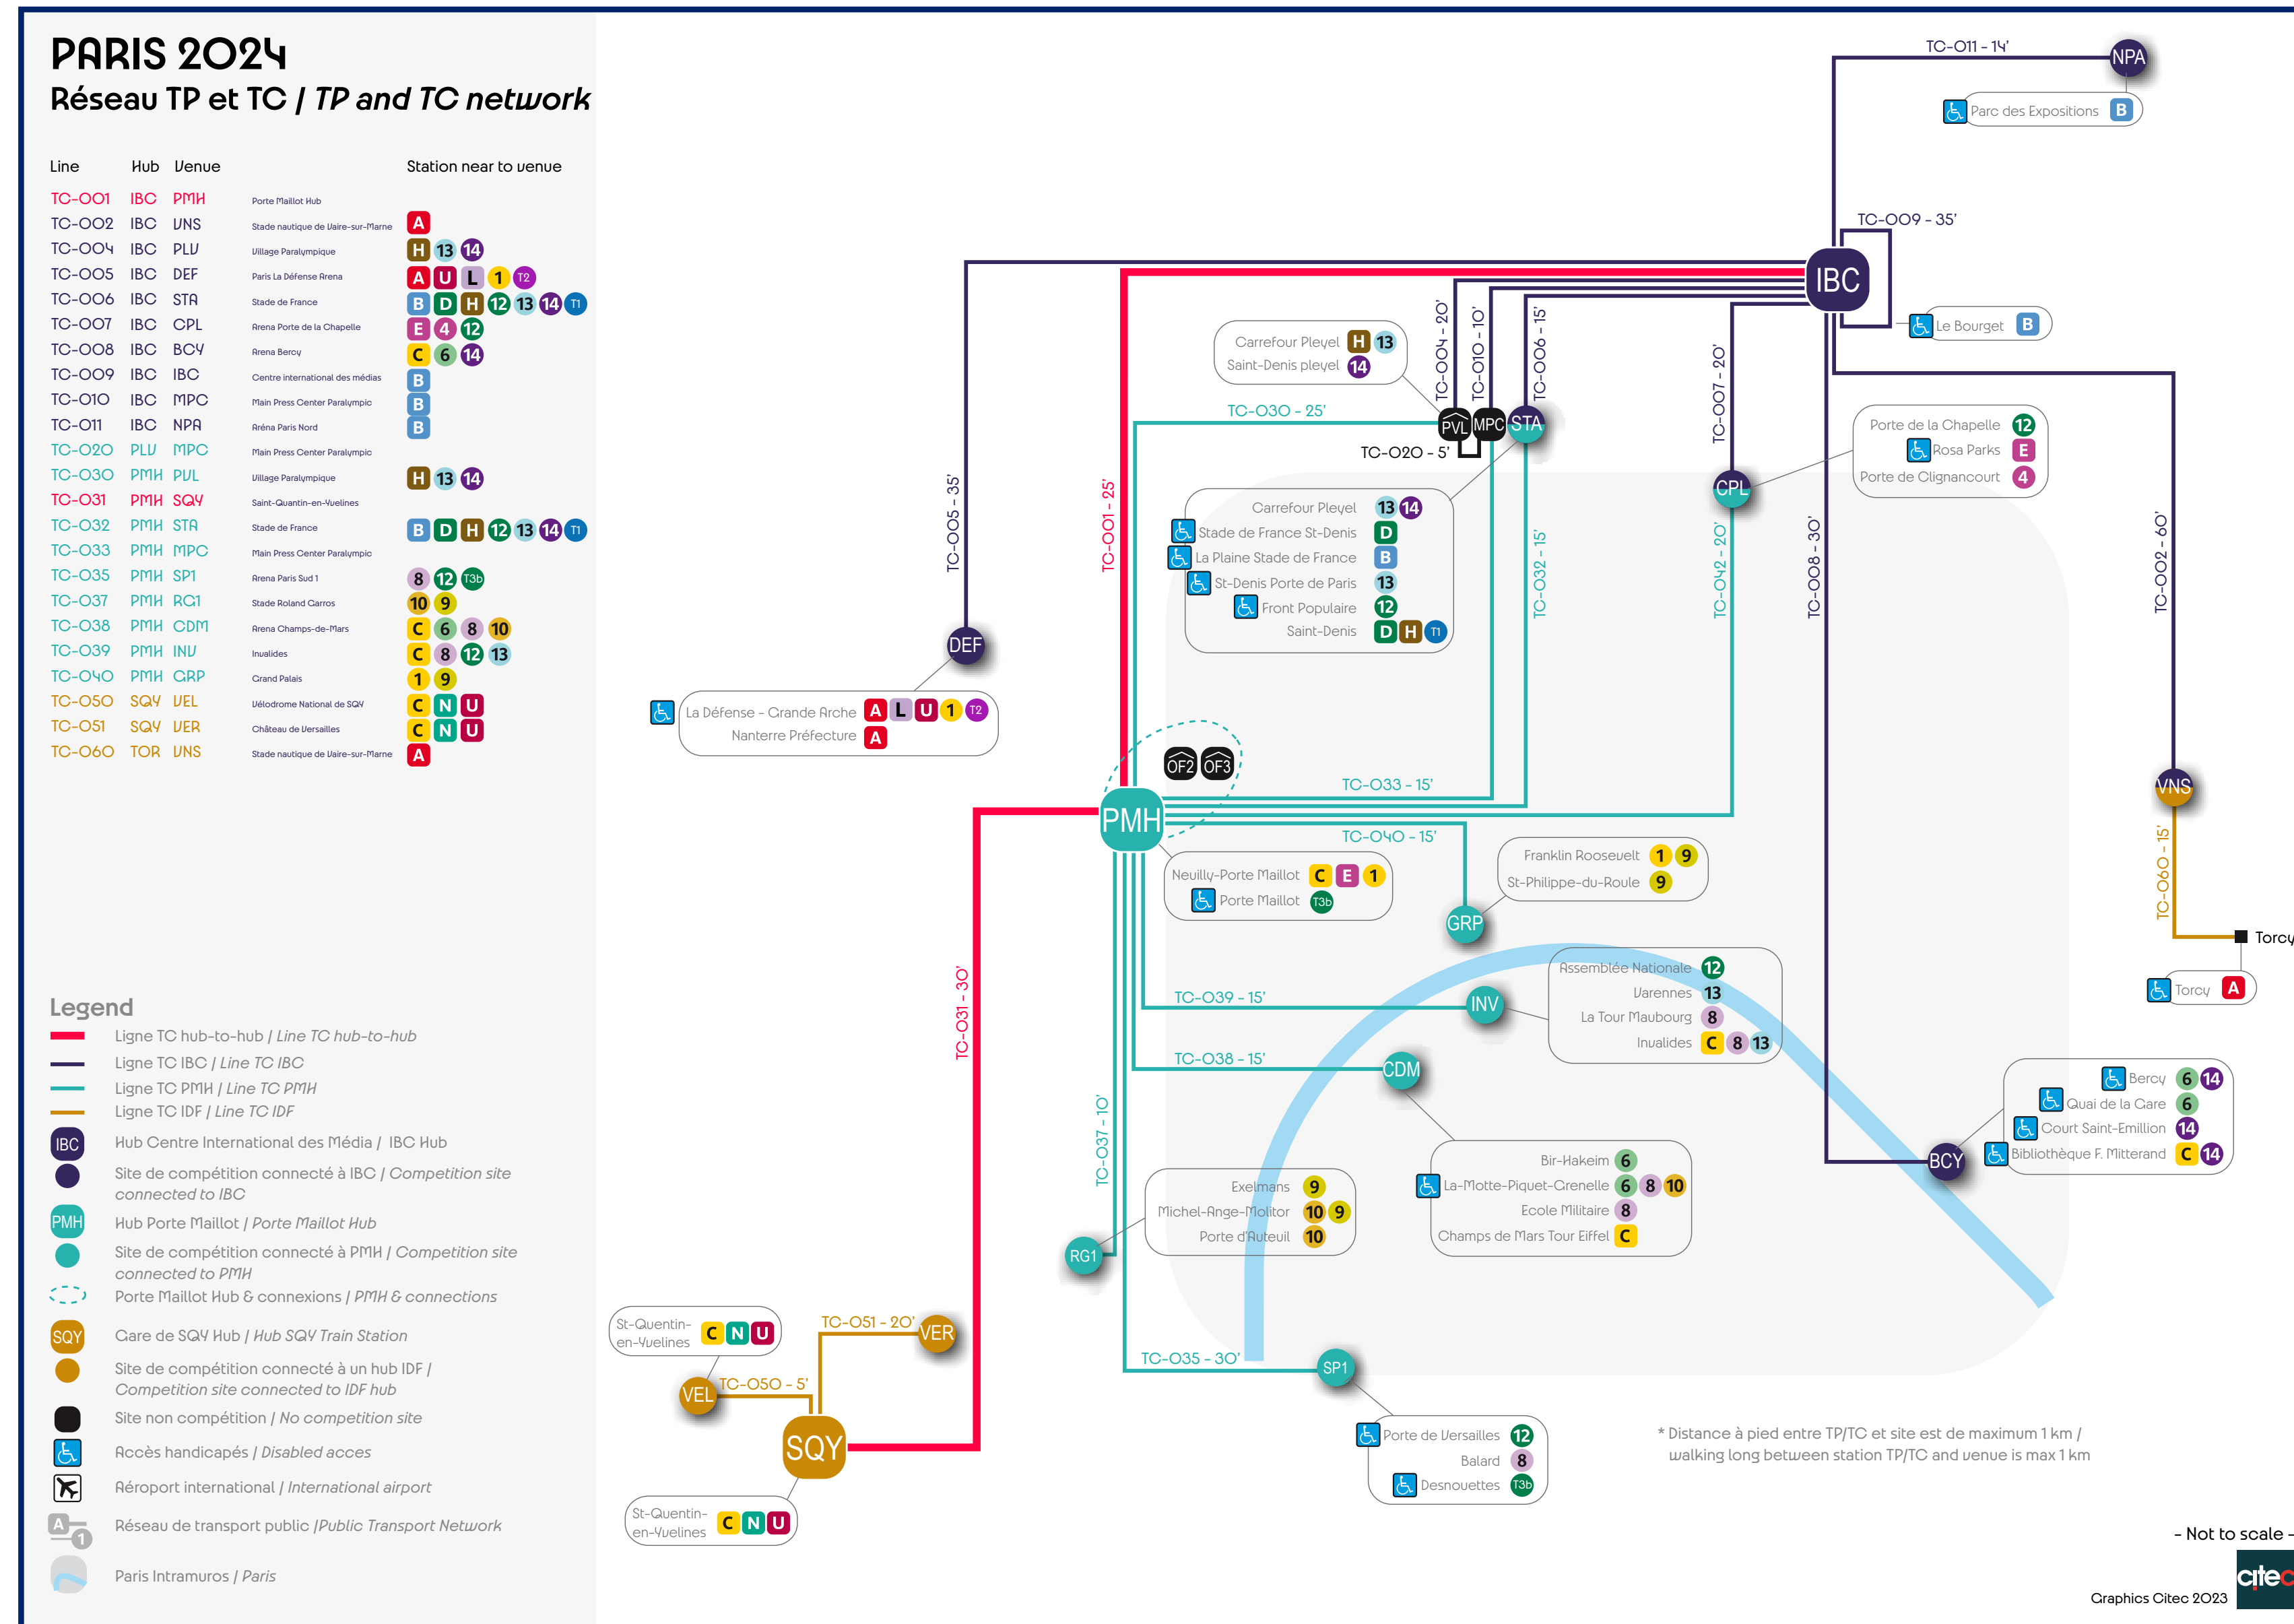 PARIS 2024
Réseau TP et TC / TP and TC network
Line Hub Venue Station near to venue
TC-001 IBC PMH Porte Maillot Hub
TC-002 IBC VNS Stade nautique de Vaire-sur-Marne A
TC-004 IBC PLV Village Paralympique H 13 14
TC-005 IBC DEF Paris La Défense Arena A U L 1 T2
TC-006 IBC STA Stade de France B D H 12 13 14 T1
TC-007 IBC CPL Arena Porte de la Chapelle E 4 12
TC-008 IBC BCY Arena Bercy C 6 14
TC-009 IBC IBC Centre international des médias B
TC-010 IBC MPC Main Press Center Paralympic B
TC-011 IBC NPA Aréna Paris Nord B
TC-020 PLV MPC Main Press Center Paralympic
TC-030 PMH PVL Village Paralympique H 13 14
TC-031 PMH SQY Saint-Quantin-en-Yvelines
TC-032 PMH STA Stade de France B D H 12 13 14 T1
TC-033 PMH MPC Main Press Center Paralympic
TC-035 PMH SP1 Arena Paris Sud 1 8 12 T3b
TC-037 PMH RG1 Stade Roland Garros 10 9
TC-038 PMH CDM Arena Champs-de-Mars C 6 8 10
TC-039 PMH INV Invalides C 8 12 13
TC-040 PMH GRP Grand Palais 1 9
TC-050 SQY VEL Vélodrome National de SQY C N U
TC-051 SQY VER Château de Versailles C N U
TC-060 TOR VNS Stade nautique de Vaire-sur-Marne A
Legend
Ligne TC hub-to-hub / Line TC hub-to-hub
Ligne TC IBC / Line TC IBC
Ligne TC PMH / Line TC PMH
Ligne TC IDF / Line TC IDF
IBC Hub Centre International des Média / IBC Hub
Site de compétition connecté à IBC / Competition site
connected to IBC
PMH Hub Porte Maillot / Porte Maillot Hub
Site de compétition connecté à PMH / Competition site
connected to PMH
Porte Maillot Hub & connexions / PMH & connections
SQY Gare de SQY Hub / Hub SQY Train Station
Site de compétition connecté à un hub IDF /
Competition site connected to IDF hub
Site non compétition / No competition site
Accès handicapés / Disabled acces
Aéroport international / International airport
A 1 Réseau de transport public /Public Transport Network
Paris Intramuros / Paris
TC-011 - 14'
NPA
Parc des Expositions B
TC-009 - 35'
IBC
Le Bourget B
TC-005 - 35'
TC-001 - 25'
TC-004 - 20'
TC-010 - 10'
TC-006 - 15'
TC-007 - 20'
TC-008 - 30'
TC-002 - 60'
Carrefour Pleyel H 13
Saint-Denis pleyel 14
TC-030 - 25'
PVL MPC STA
TC-020 - 5'
Porte de la Chapelle 12
Rosa Parks E
Porte de Clignancourt 4
CPL
Carrefour Pleyel 13 14
Stade de France St-Denis D
La Plaine Stade de France B
St-Denis Porte de Paris 13
Front Populaire 12
Saint-Denis D H T1
TC-032 - 15'
TC-042 - 20'
DEF
La Défense - Grande Arche A L U 1 T2
Nanterre Préfecture A
OF2 OF3
TC-033 - 15'
PMH
TC-040 - 15'
VNS
Neuilly-Porte Maillot C E 1
Porte Maillot T3b
Franklin Roosevelt 1 9
St-Philippe-du-Roule 9
GRP
TC-060 - 15'
Torcy
Torcy A
TC-031 - 30'
TC-039 - 15'
INV
Assemblée Nationale 12
Varennes 13
La Tour Maubourg 8
Invalides C 8 13
TC-038 - 15'
CDM
Bercy 6 14
Quai de la Gare 6
Court Saint-Emillion 14
Bibliothèque F. Mitterand C 14
BCY
TC-037 - 10'
Bir-Hakeim 6
La-Motte-Piquet-Grenelle 6 8 10
Ecole Militaire 8
Champs de Mars Tour Eiffel C
Exelmans 9
Michel-Ange-Molitor 10 9
Porte d'Auteuil 10
RG1
St-Quentin-
en-Yvelines C N U
TC-051 - 20'
VER
TC-035 - 30'
SP1
VEL
TC-050 - 5'
SQY
St-Quentin-
en-Yvelines C N U
Porte de Versailles 12
Balard 8
Desnouettes T3b
* Distance à pied entre TP/TC et site est de maximum 1 km /
walking long between station TP/TC and venue is max 1 km
- Not to scale -
Graphics Citec 2023
citec